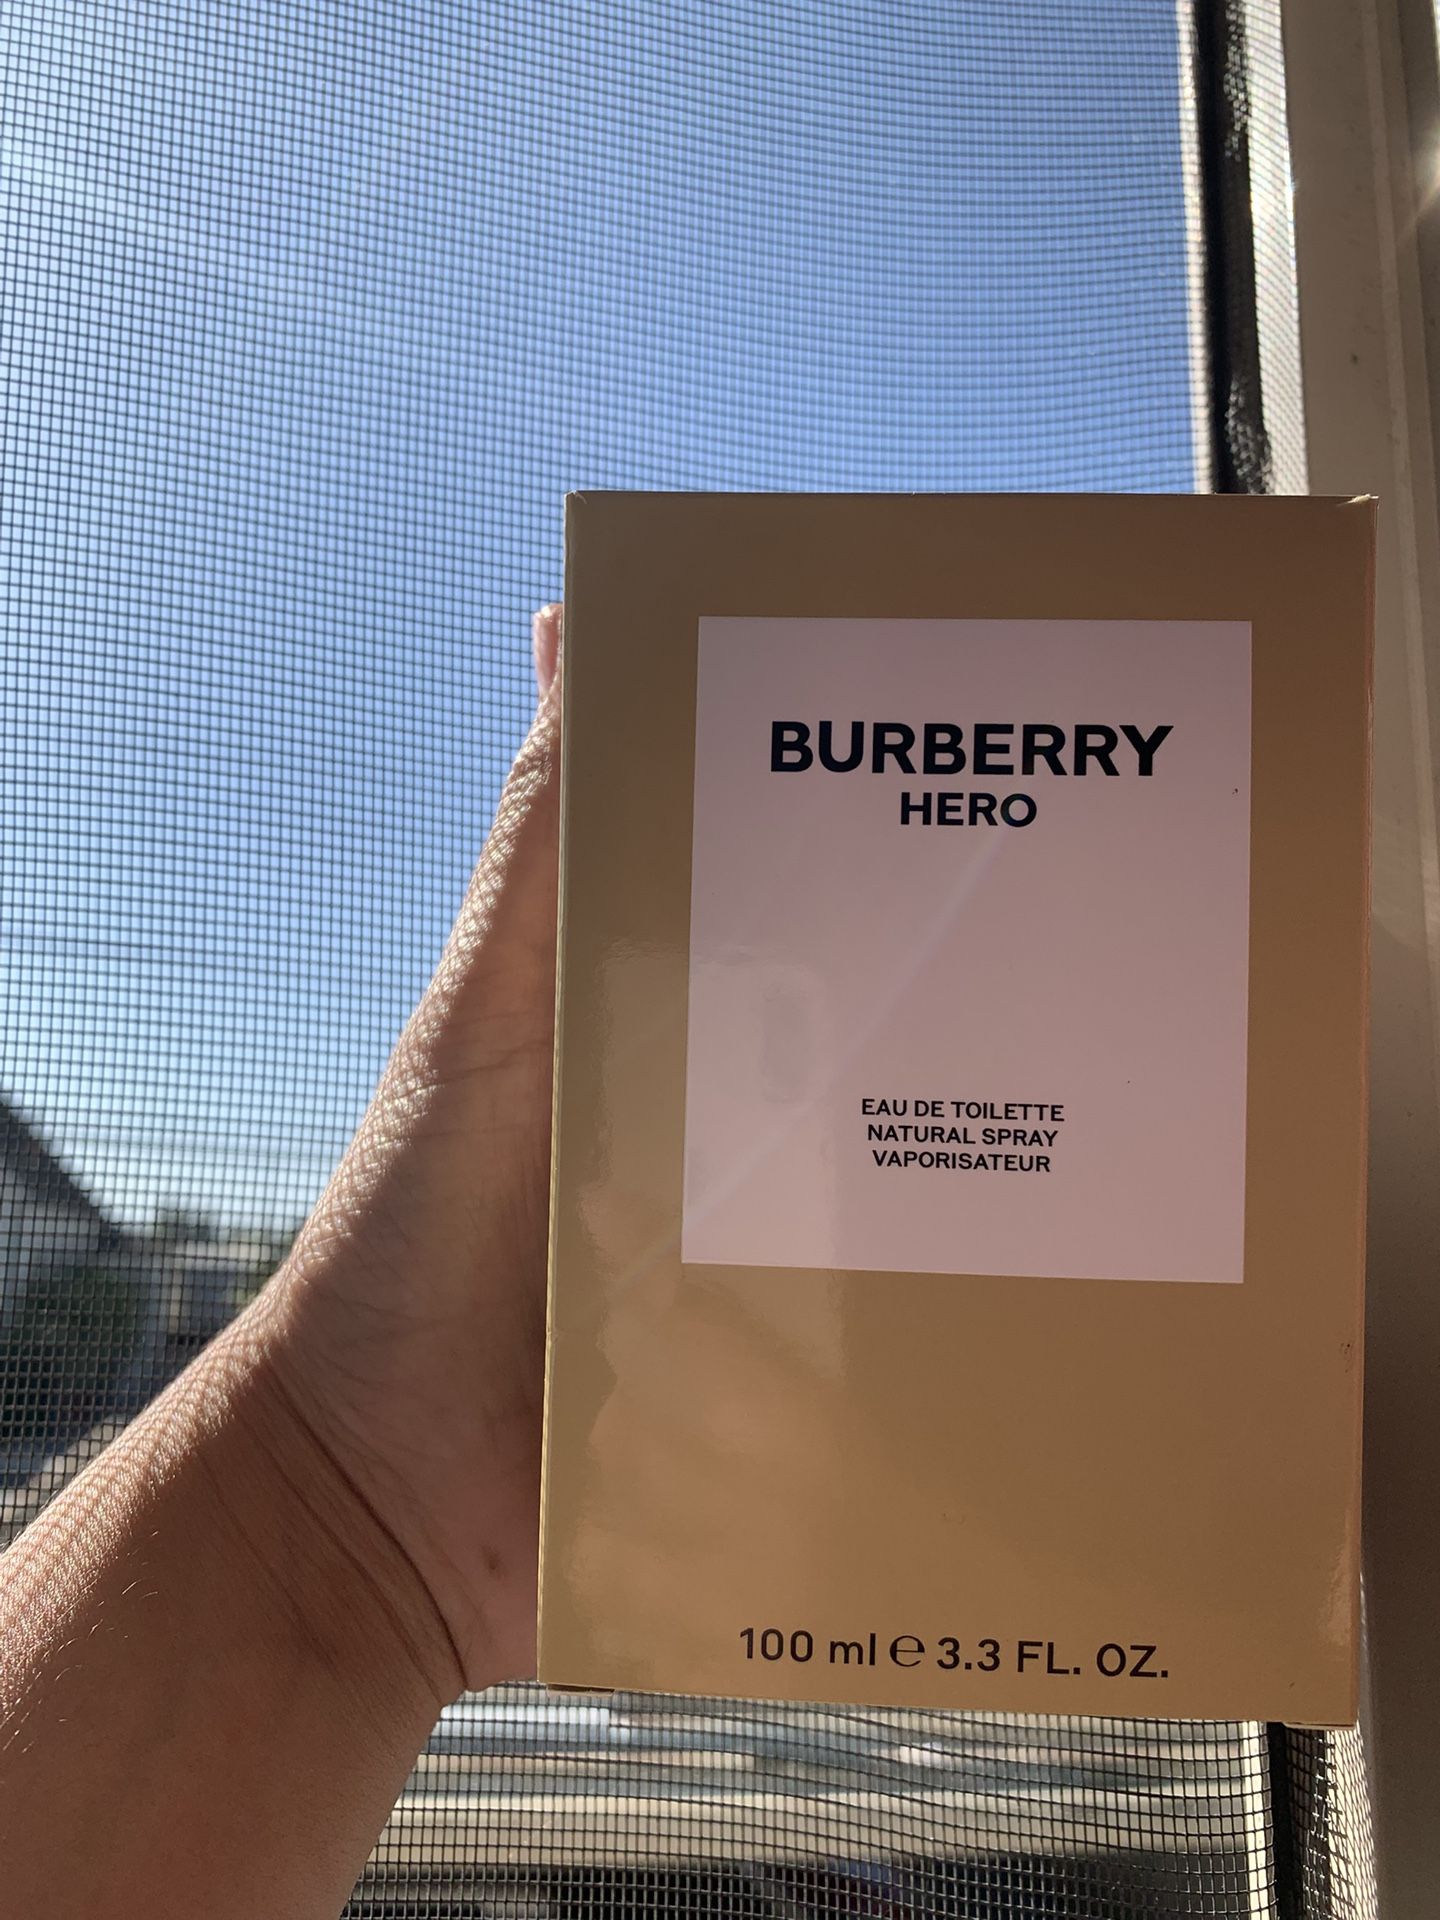 BURBERRY
HERO
EAU DE TOILETTE
NATURAL SPRAY
VAPORISATEUR
100 ml ℮ 3.3 FL. OZ.